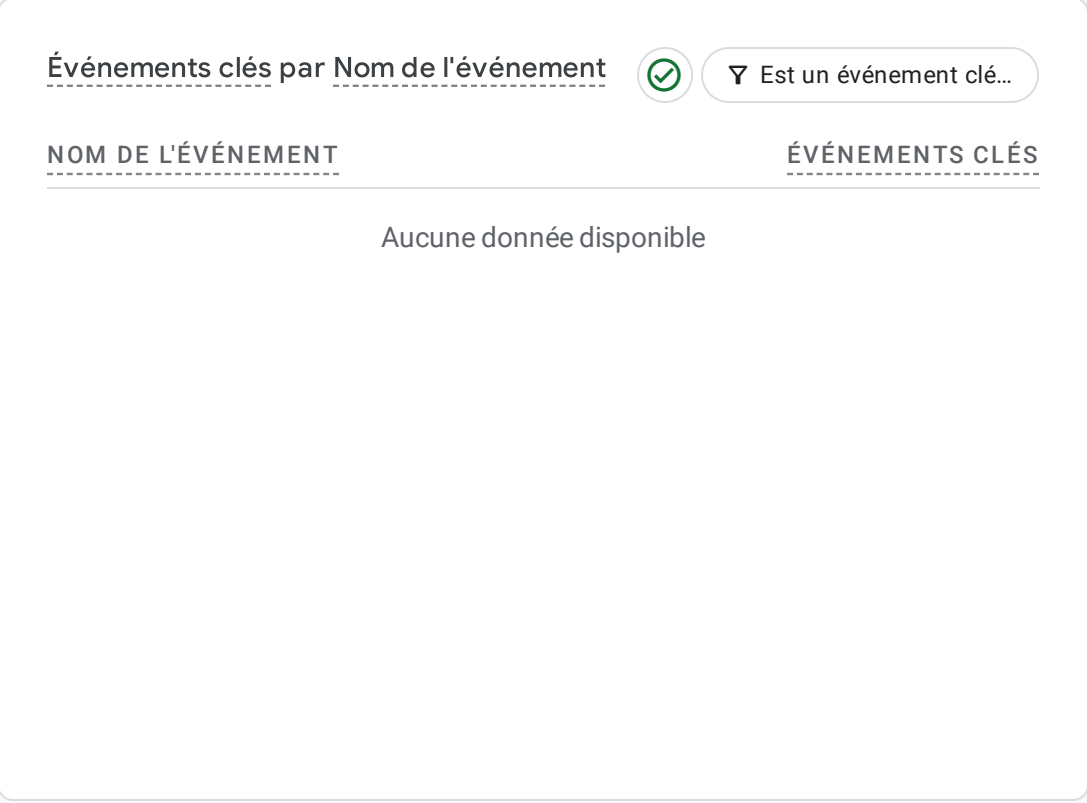 Événements clés par Nom de l'événement
Est un événement clé...
NOM DE L'ÉVÉNEMENT
ÉVÉNEMENTS CLÉS
Aucune donnée disponible